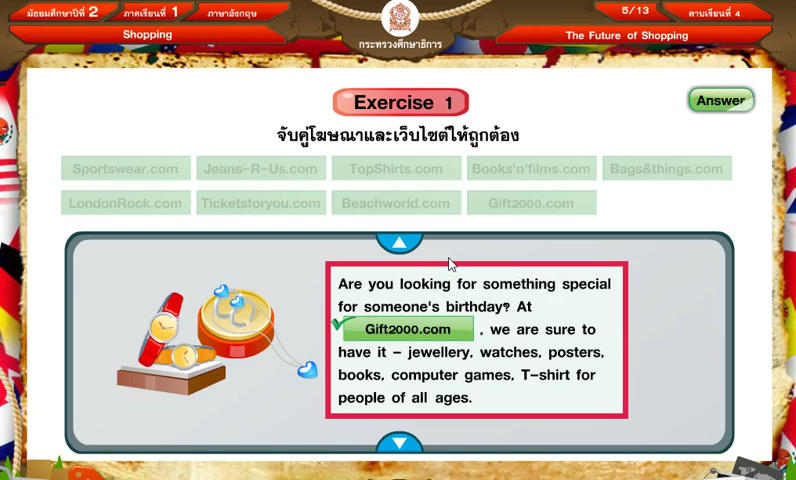 มัธยมศึกษาปีที่ 2 ภาคเรียนที่ 1 ภาษาอังกฤษ 5/13 คาบเรียนที่ 4
Shopping กระทรวงศึกษาธิการ The Future of Shopping
Exercise 1 Answer
จับคู่โฆษณาและเว็บไซต์ให้ถูกต้อง
Sportswear.com Jeans-R-Us.com TopShirts.com Books'n'films.com Bags&things.com
LondonRock.com Ticketsforyou.com Beachworld.com Gift2000.com
Are you looking for something special
for someone's birthday? At
Gift2000.com , we are sure to
have it - jewellery, watches, posters,
books, computer games, T-shirt for
people of all ages.